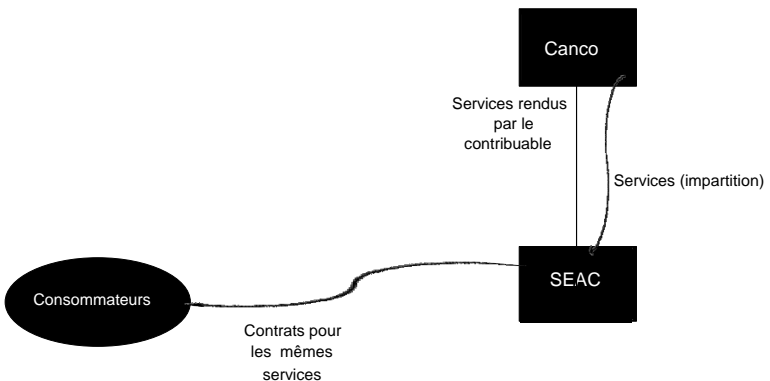 Canco
Services rendus
par le
contribuable
Services (impartition)
SEAC
Consommateurs
Contrats pour
les mêmes
services